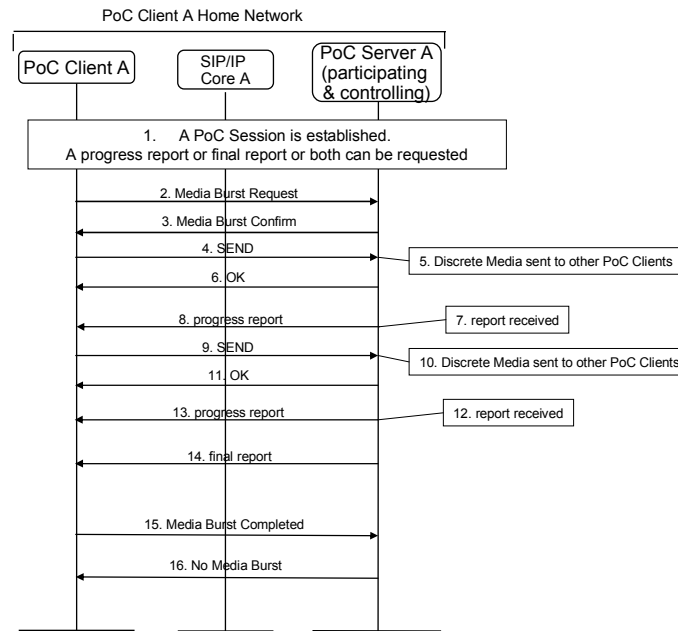 PoC Client A Home Network
PoC Client A
SIP/IP
Core A
PoC Server A
(participating
& controlling)
1. A PoC Session is established.
A progress report or final report or both can be requested
2. Media Burst Request
3. Media Burst Confirm
4. SEND
5. Discrete Media sent to other PoC Clients
6. OK
7. report received
8. progress report
9. SEND
10. Discrete Media sent to other PoC Clients
11. OK
12. report received
13. progress report
14. final report
15. Media Burst Completed
16. No Media Burst